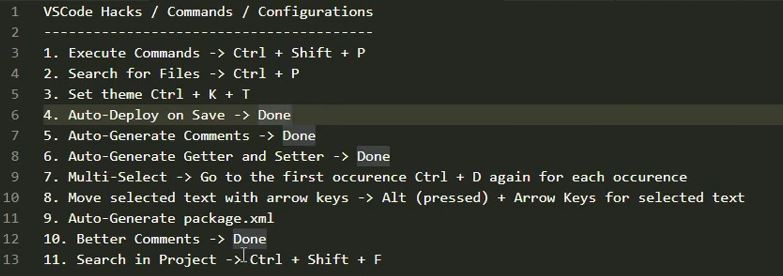 1 VSCode Hacks / Commands / Configurations
2 ----------------------------------------
3 1. Execute Commands -> Ctrl + Shift + P
4 2. Search for Files -> Ctrl + P
5 3. Set theme Ctrl + K + T
6 4. Auto-Deploy on Save -> Done
7 5. Auto-Generate Comments -> Done
8 6. Auto-Generate Getter and Setter -> Done
9 7. Multi-Select -> Go to the first occurence Ctrl + D again for each occurence
10 8. Move selected text with arrow keys -> Alt (pressed) + Arrow Keys for selected text
11 9. Auto-Generate package.xml
12 10. Better Comments -> Done
13 11. Search in Project -> Ctrl + Shift + F